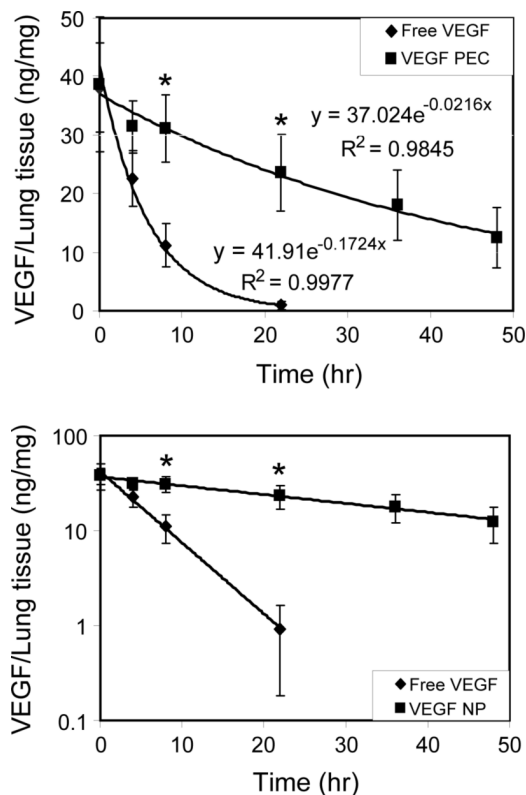 VEGF/Lung tissue (ng/mg)
50
40
30
20
10
0
Free VEGF
VEGF PEC
*
*
y = 37.024e^-0.0216x
R² = 0.9845
y = 41.91e^-0.1724x
R² = 0.9977
0 10 20 30 40 50
Time (hr)
VEGF/Lung tissue (ng/mg)
100
10
1
0.1
*
*
Free VEGF
VEGF NP
0 10 20 30 40 50
Time (hr)